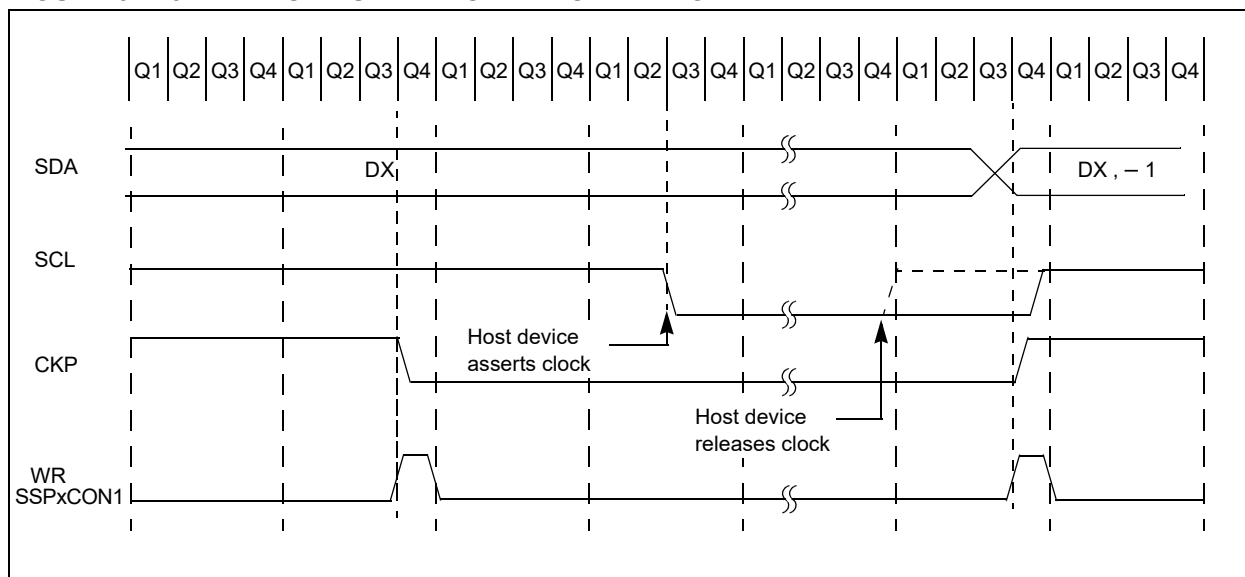 Q1 Q2 Q3 Q4 Q1 Q2 Q3 Q4 Q1 Q2 Q3 Q4 Q1 Q2 Q3 Q4 Q1 Q2 Q3 Q4 Q1 Q2 Q3 Q4 Q1 Q2 Q3 Q4
SDA
DX
DX , – 1
SCL
Host device
asserts clock
CKP
Host device
releases clock
WR
SSPxCON1